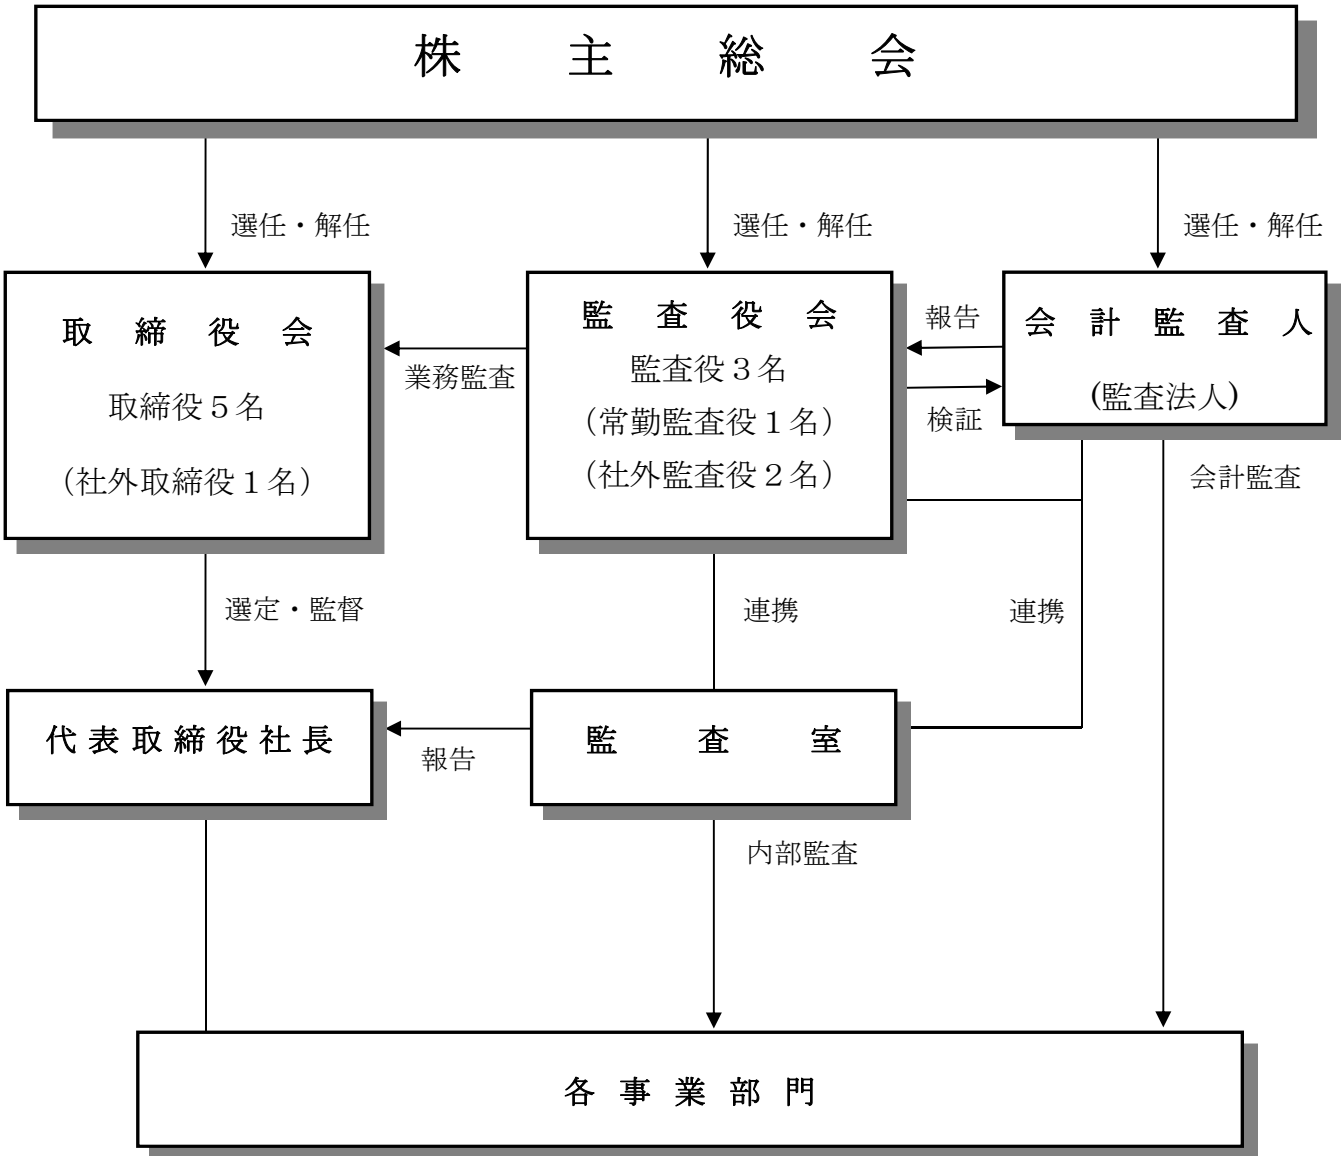 株主総会
選任・解任
選任・解任
選任・解任
取締役会
取締役５名
（社外取締役１名）
監査役会
監査役３名
（常勤監査役１名）
（社外監査役２名）
会計監査人
(監査法人)
業務監査
報告
検証
会計監査
選定・監督
連携
連携
代表取締役社長
報告
監査室
内部監査
各事業部門